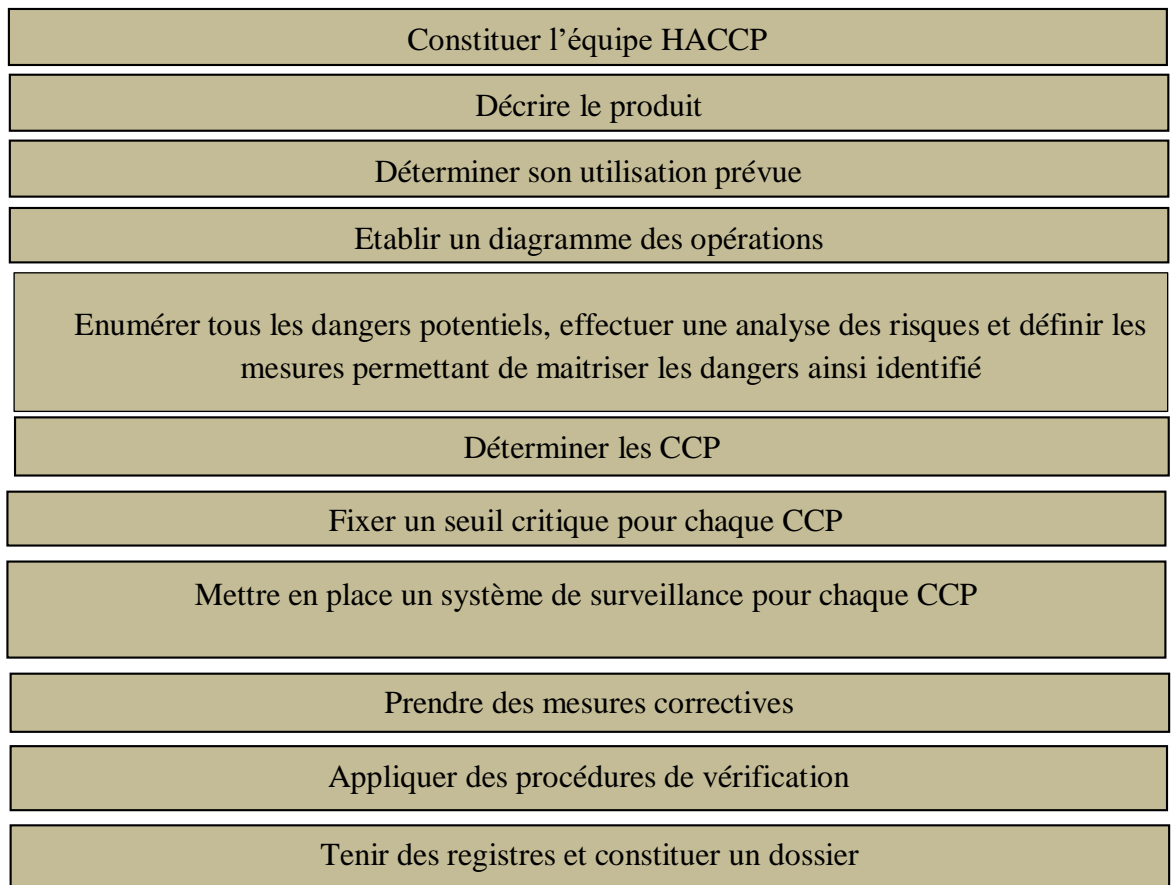 Constituer l’équipe HACCP
Décrire le produit
Déterminer son utilisation prévue
Etablir un diagramme des opérations
Enumérer tous les dangers potentiels, effectuer une analyse des risques et définir les
mesures permettant de maitriser les dangers ainsi identifié
Déterminer les CCP
Fixer un seuil critique pour chaque CCP
Mettre en place un système de surveillance pour chaque CCP
Prendre des mesures correctives
Appliquer des procédures de vérification
Tenir des registres et constituer un dossier